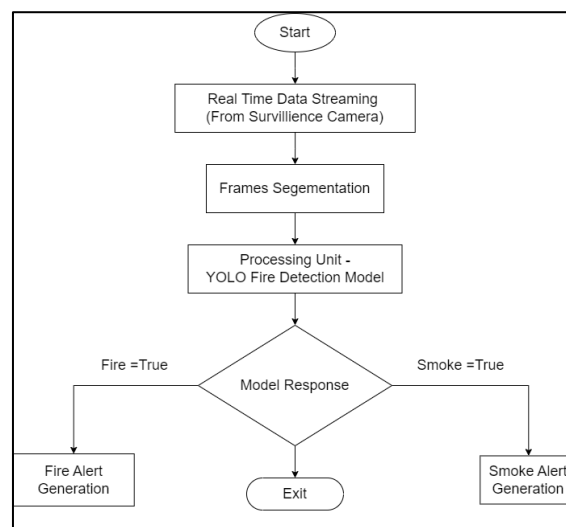 Start
Real Time Data Streaming
(From Survillience Camera)
Frames Segementation
Processing Unit -
YOLO Fire Detection Model
Fire =True
Model Response
Smoke =True
Fire Alert
Generation
Exit
Smoke Alert
Generation